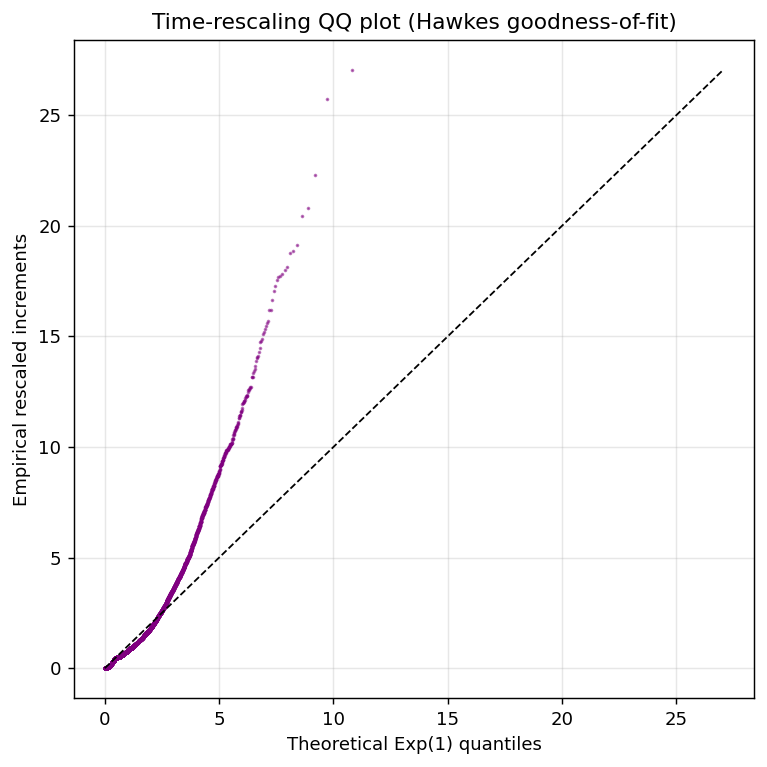 Time-rescaling QQ plot (Hawkes goodness-of-fit)
Empirical rescaled increments
25
20
15
10
5
0
0 5 10 15 20 25
Theoretical Exp(1) quantiles